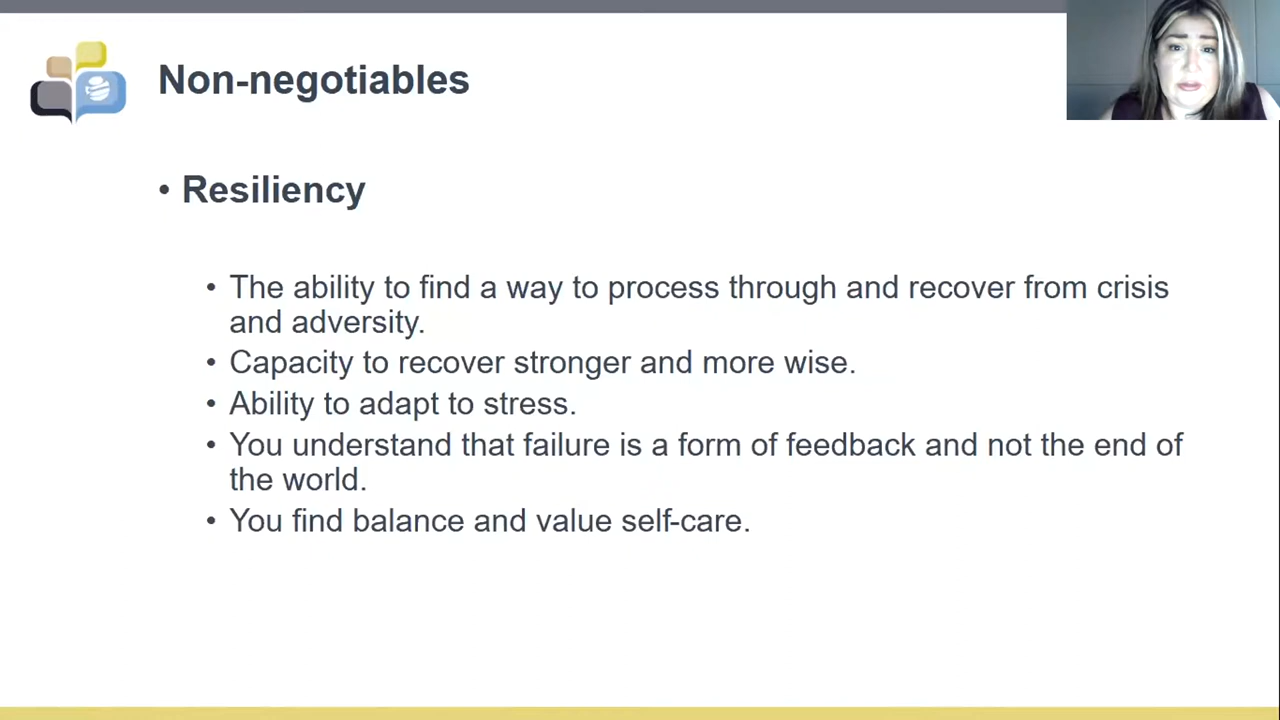 Non-negotiables
• Resiliency
• The ability to find a way to process through and recover from crisis
and adversity.
• Capacity to recover stronger and more wise.
• Ability to adapt to stress.
• You understand that failure is a form of feedback and not the end of
the world.
• You find balance and value self-care.